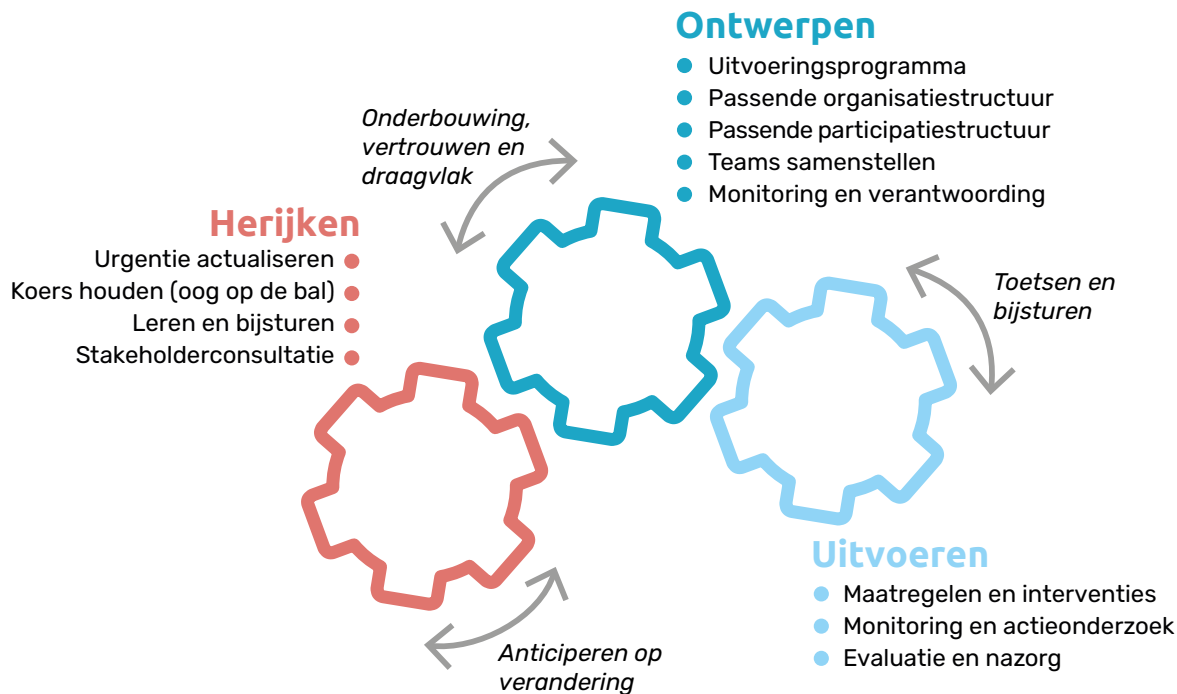 Ontwerpen
Uitvoeringsprogramma
Passende organisatiestructuur
Passende participatiestructuur
Teams samenstellen
Monitoring en verantwoording
Onderbouwing,
vertrouwen en
draagvlak
Herijken
Urgentie actualiseren
Koers houden (oog op de bal)
Leren en bijsturen
Stakeholderconsultatie
Toetsen en
bijsturen
Uitvoeren
Maatregelen en interventies
Monitoring en actieonderzoek
Evaluatie en nazorg
Anticiperen op
verandering